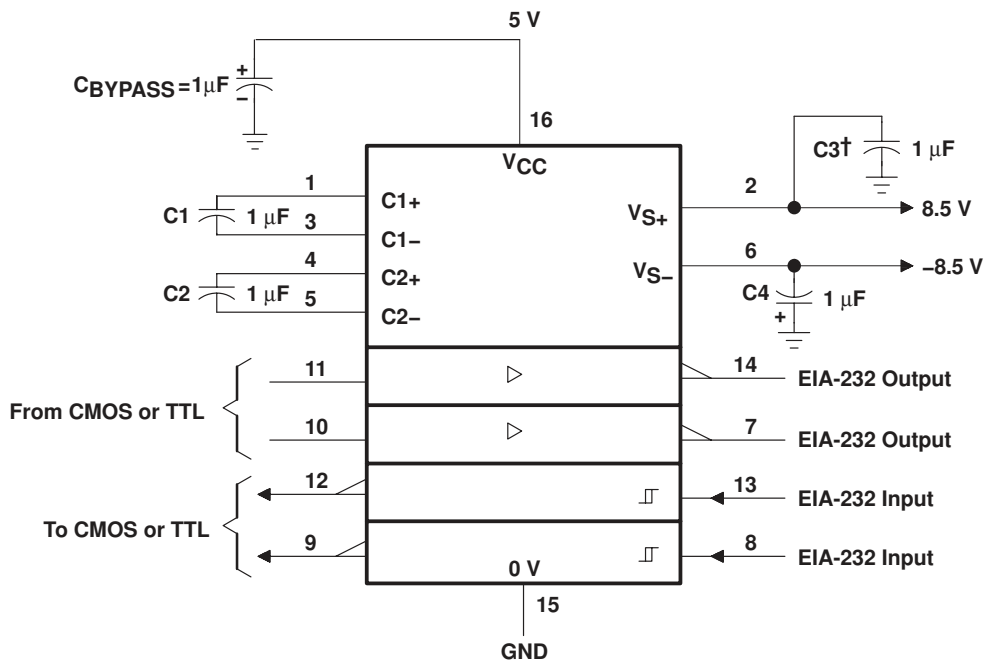 5 V
CBYPASS = 1 μF
+
−
16
VCC
C3†
1 μF
1
C1+
C1
1 μF
3
C1−
2
VS+
8.5 V
4
C2+
C2
1 μF
5
C2−
6
VS−
−8.5 V
C4
1 μF
+
11
14
EIA-232 Output
From CMOS or TTL
10
7
EIA-232 Output
12
13
EIA-232 Input
To CMOS or TTL
9
8
EIA-232 Input
0 V
15
GND